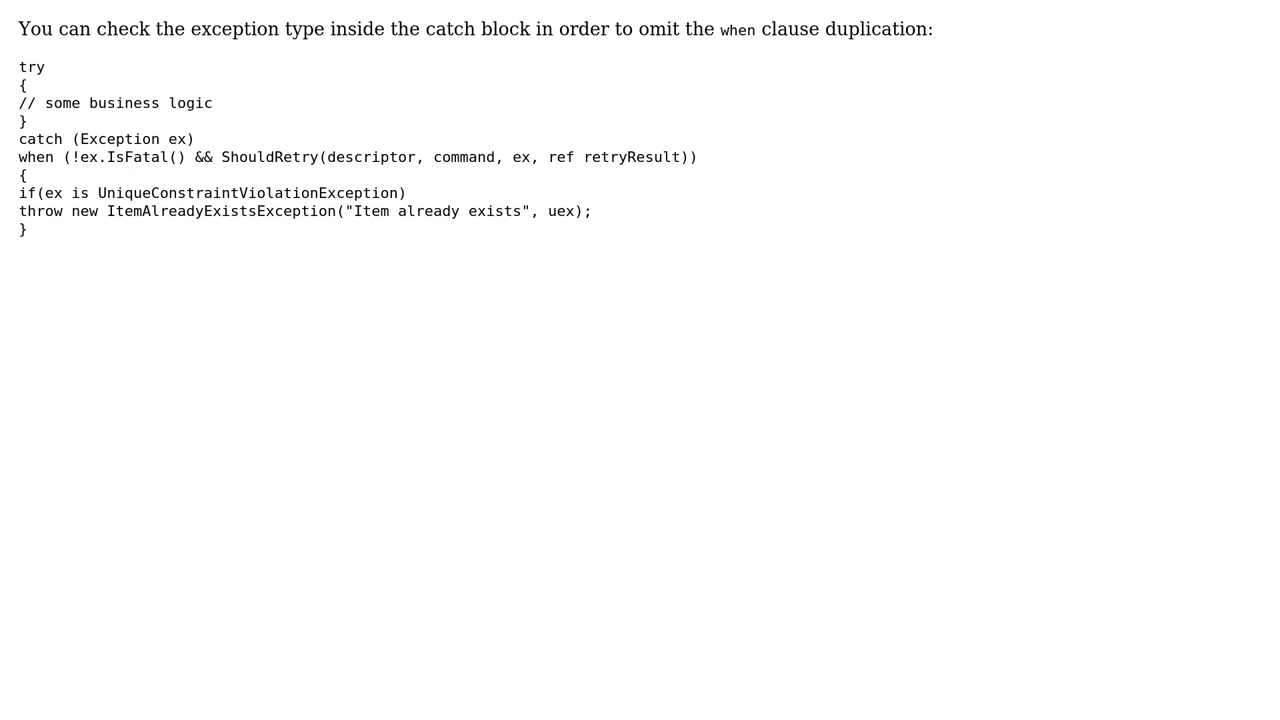 You can check the exception type inside the catch block in order to omit the when clause duplication:
try
{
// some business logic
}
catch (Exception ex)
when (!ex.IsFatal() && ShouldRetry(descriptor, command, ex, ref retryResult))
{
if(ex is UniqueConstraintViolationException)
throw new ItemAlreadyExistsException("Item already exists", uex);
}